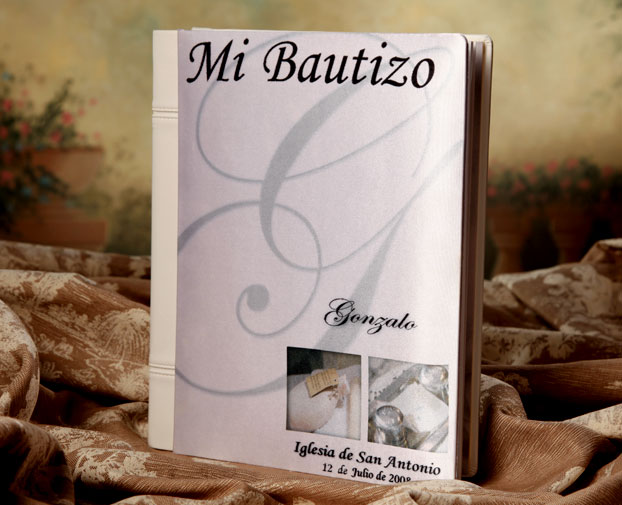 Mi Bautizo
Gonzalo
Iglesia de San Antonio
12 de Julio de 2008